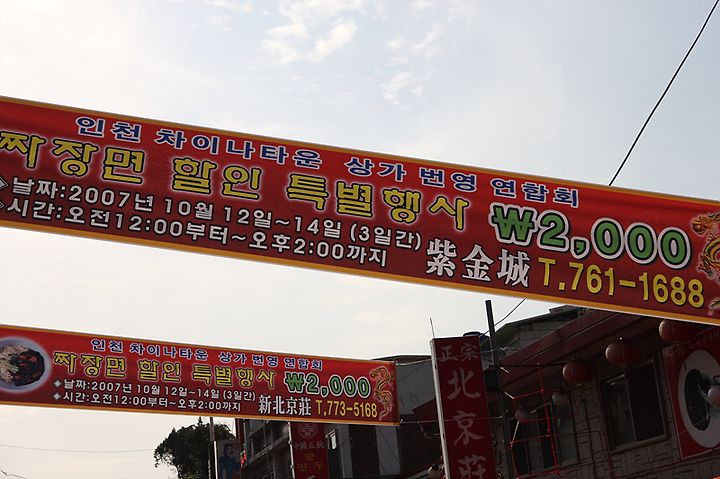 인천 차이나타운 상가 번영 연합회
짜장면 할인 특별행사 ₩2,000
◈날짜:2007년 10월 12일~14일 (3일간)
◈시간:오전12:00부터~오후2:00까지
紫金城 T.761-1688
인천 차이나타운 상가 번영 연합회
짜장면 할인 특별행사 ₩2,000
◈날짜:2007년 10월 12일~14일 (3일간)
◈시간:오전12:00부터~오후2:00까지
新北京莊 T.773-5168
正宗
北京莊
中國正宗
왕만두